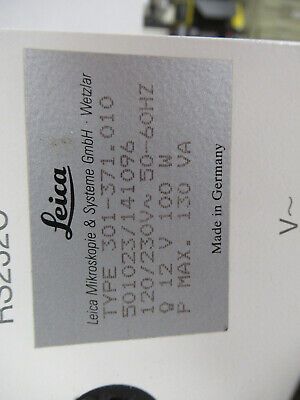 Leica
Leica Mikroskopie & Systeme GmbH · Wetzlar
TYPE 301-371.010
501023/141096
120/230V~ 50-60HZ
12 V 100 W
P MAX. 130 VA
Made in Germany
RS232C
V~